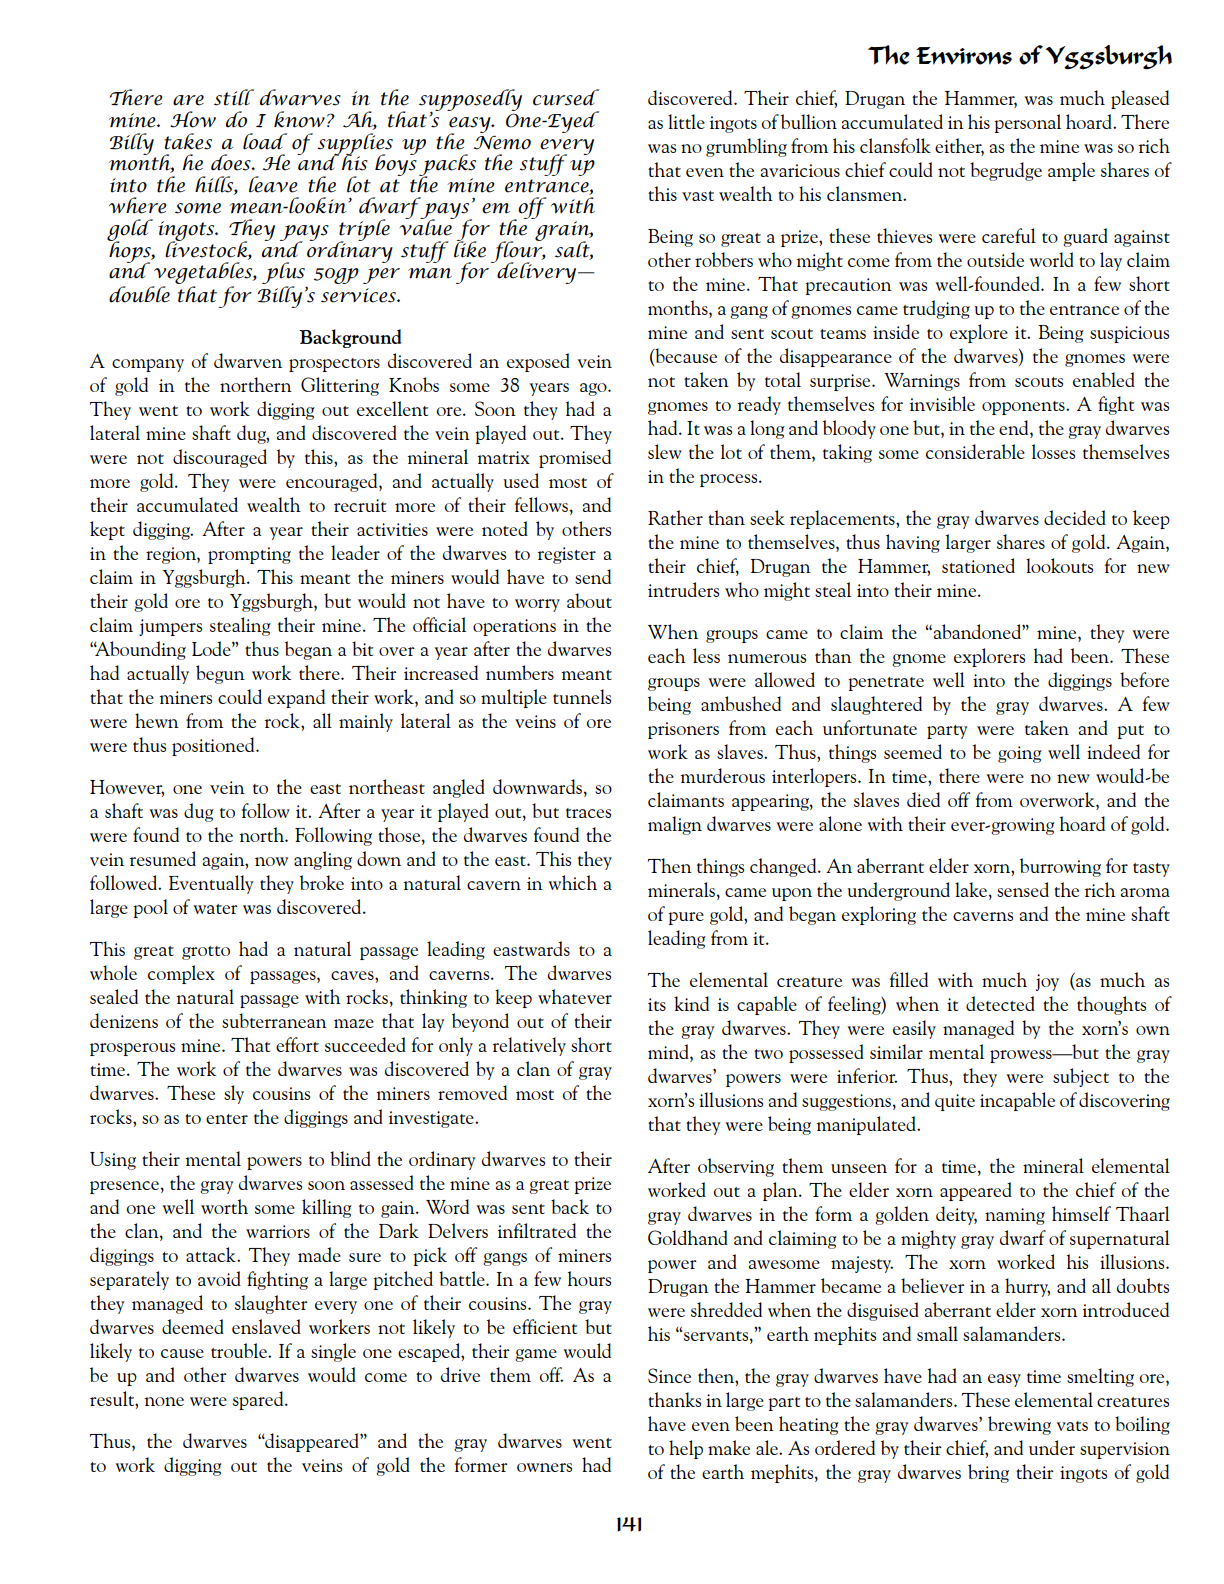 The Environs of Yggsburgh
There are still dwarves in the supposedly cursed
mine. How do I know? Ah, that's easy. One-Eyed
Billy takes a load of supplies up the Nemo every
month, he does. He and his boys packs the stuff up
into the hills, leave the lot at the mine entrance,
where some mean-lookin' dwarf pays' em off with
gold ingots. They pays triple value for the grain,
hops, livestock, and ordinary stuff like flour, salt,
and vegetables, plus 50gp per man for delivery—
double that for Billy's services.
Background
A company of dwarven prospectors discovered an exposed vein
of gold in the northern Glittering Knobs some 38 years ago.
They went to work digging out excellent ore. Soon they had a
lateral mine shaft dug, and discovered the vein played out. They
were not discouraged by this, as the mineral matrix promised
more gold. They were encouraged, and actually used most of
their accumulated wealth to recruit more of their fellows, and
kept digging. After a year their activities were noted by others
in the region, prompting the leader of the dwarves to register a
claim in Yggsburgh. This meant the miners would have to send
their gold ore to Yggsburgh, but would not have to worry about
claim jumpers stealing their mine. The official operations in the
“Abounding Lode” thus began a bit over a year after the dwarves
had actually begun work there. Their increased numbers meant
that the miners could expand their work, and so multiple tunnels
were hewn from the rock, all mainly lateral as the veins of ore
were thus positioned.
However, one vein to the east northeast angled downwards, so
a shaft was dug to follow it. After a year it played out, but traces
were found to the north. Following those, the dwarves found the
vein resumed again, now angling down and to the east. This they
followed. Eventually they broke into a natural cavern in which a
large pool of water was discovered.
This great grotto had a natural passage leading eastwards to a
whole complex of passages, caves, and caverns. The dwarves
sealed the natural passage with rocks, thinking to keep whatever
denizens of the subterranean maze that lay beyond out of their
prosperous mine. That effort succeeded for only a relatively short
time. The work of the dwarves was discovered by a clan of gray
dwarves. These sly cousins of the miners removed most of the
rocks, so as to enter the diggings and investigate.
Using their mental powers to blind the ordinary dwarves to their
presence, the gray dwarves soon assessed the mine as a great prize
and one well worth some killing to gain. Word was sent back to
the clan, and the warriors of the Dark Delvers infiltrated the
diggings to attack. They made sure to pick off gangs of miners
separately to avoid fighting a large pitched battle. In a few hours
they managed to slaughter every one of their cousins. The gray
dwarves deemed enslaved workers not likely to be efficient but
likely to cause trouble. If a single one escaped, their game would
be up and other dwarves would come to drive them off. As a
result, none were spared.
Thus, the dwarves “disappeared” and the gray dwarves went
to work digging out the veins of gold the former owners had
discovered. Their chief, Drugan the Hammer, was much pleased
as little ingots of bullion accumulated in his personal hoard. There
was no grumbling from his clansfolk either, as the mine was so rich
that even the avaricious chief could not begrudge ample shares of
this vast wealth to his clansmen.
Being so great a prize, these thieves were careful to guard against
other robbers who might come from the outside world to lay claim
to the mine. That precaution was well-founded. In a few short
months, a gang of gnomes came trudging up to the entrance of the
mine and sent scout teams inside to explore it. Being suspicious
(because of the disappearance of the dwarves) the gnomes were
not taken by total surprise. Warnings from scouts enabled the
gnomes to ready themselves for invisible opponents. A fight was
had. It was a long and bloody one but, in the end, the gray dwarves
slew the lot of them, taking some considerable losses themselves
in the process.
Rather than seek replacements, the gray dwarves decided to keep
the mine to themselves, thus having larger shares of gold. Again,
their chief, Drugan the Hammer, stationed lookouts for new
intruders who might steal into their mine.
When groups came to claim the “abandoned” mine, they were
each less numerous than the gnome explorers had been. These
groups were allowed to penetrate well into the diggings before
being ambushed and slaughtered by the gray dwarves. A few
prisoners from each unfortunate party were taken and put to
work as slaves. Thus, things seemed to be going well indeed for
the murderous interlopers. In time, there were no new would-be
claimants appearing, the slaves died off from overwork, and the
malign dwarves were alone with their ever-growing hoard of gold.
Then things changed. An aberrant elder xorn, burrowing for tasty
minerals, came upon the underground lake, sensed the rich aroma
of pure gold, and began exploring the caverns and the mine shaft
leading from it.
The elemental creature was filled with much joy (as much as
its kind is capable of feeling) when it detected the thoughts of
the gray dwarves. They were easily managed by the xorn's own
mind, as the two possessed similar mental prowess—but the gray
dwarves' powers were inferior. Thus, they were subject to the
xorn's illusions and suggestions, and quite incapable of discovering
that they were being manipulated.
After observing them unseen for a time, the mineral elemental
worked out a plan. The elder xorn appeared to the chief of the
gray dwarves in the form a golden deity, naming himself Thaarl
Goldhand and claiming to be a mighty gray dwarf of supernatural
power and awesome majesty. The xorn worked his illusions.
Drugan the Hammer became a believer in a hurry, and all doubts
were shredded when the disguised aberrant elder xorn introduced
his “servants,” earth mephits and small salamanders.
Since then, the gray dwarves have had an easy time smelting ore,
thanks in large part to the salamanders. These elemental creatures
have even been heating the gray dwarves' brewing vats to boiling
to help make ale. As ordered by their chief, and under supervision
of the earth mephits, the gray dwarves bring their ingots of gold
141